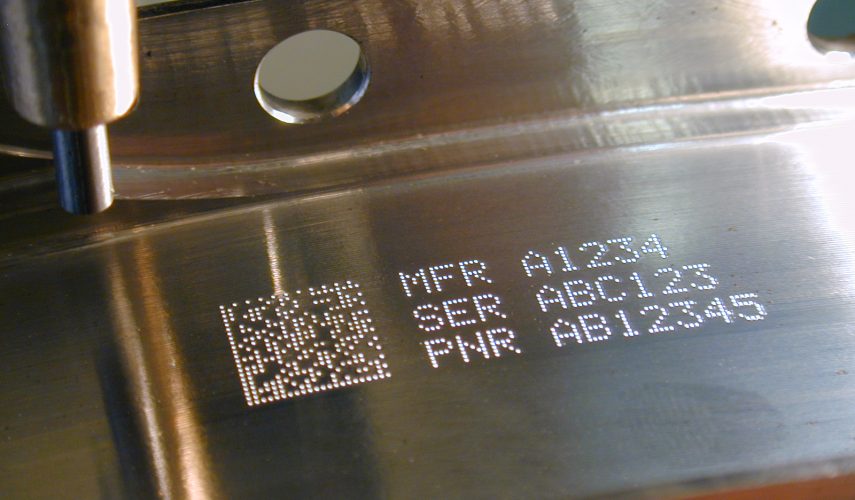 MFR A1234
SER ABC123
PNR AB12345